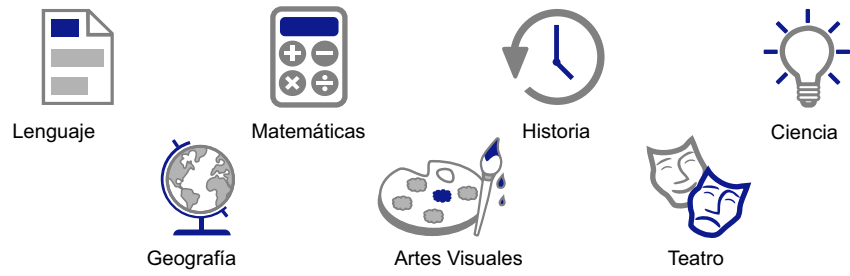 Lenguaje
Matemáticas
Historia
Ciencia
Geografía
Artes Visuales
Teatro